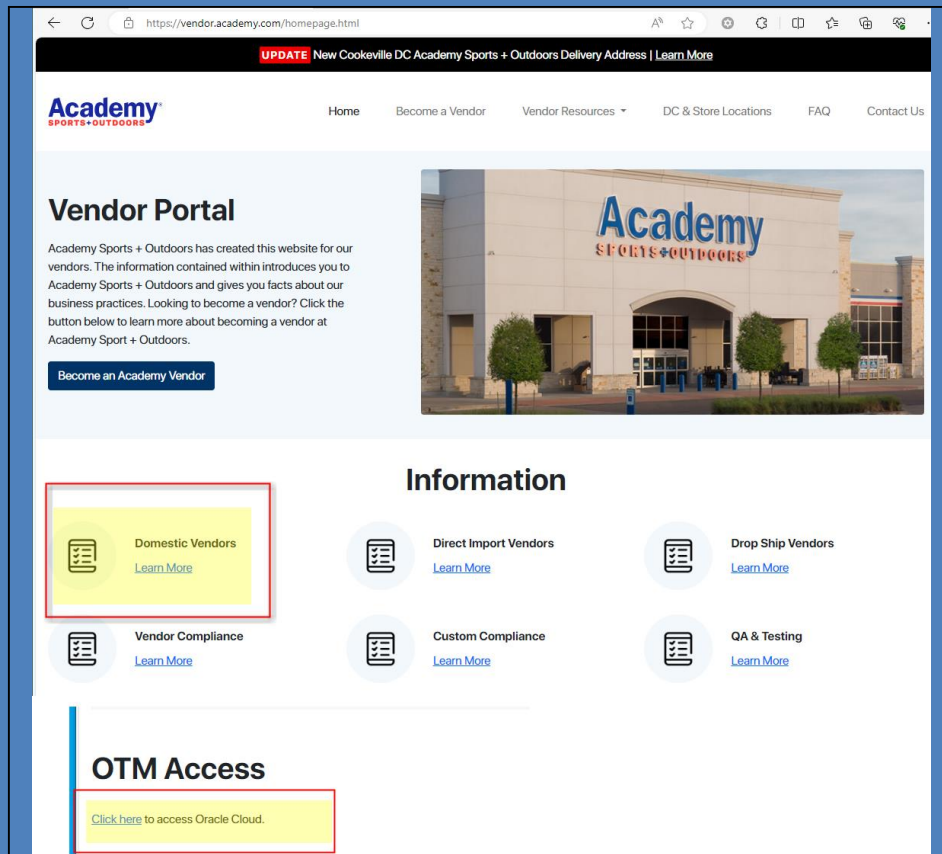 https://vendor.academy.com/homepage.html
UPDATE New Cookeville DC Academy Sports + Outdoors Delivery Address | Learn More
Academy
SPORTS+OUTDOORS
Home Become a Vendor Vendor Resources DC & Store Locations FAQ Contact Us
Vendor Portal
Academy Sports + Outdoors has created this website for our
vendors. The information contained within introduces you to
Academy Sports + Outdoors and gives you facts about our
business practices. Looking to become a vendor? Click the
button below to learn more about becoming a vendor at
Academy Sport + Outdoors.
Become an Academy Vendor
Academy
SPORTS+OUTDOORS
Information
Domestic Vendors
Learn More
Direct Import Vendors
Learn More
Drop Ship Vendors
Learn More
Vendor Compliance
Learn More
Custom Compliance
Learn More
QA & Testing
Learn More
OTM Access
Click here to access Oracle Cloud.